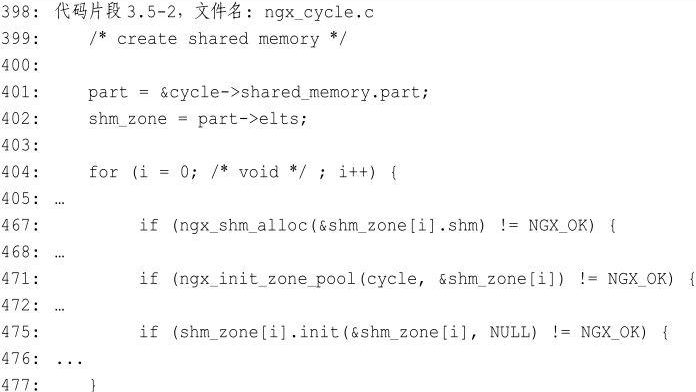 398: 代码片段3.5-2，文件名：ngx_cycle.c
399:    /* create shared memory */
400:
401:    part = &cycle->shared_memory.part;
402:    shm_zone = part->elts;
403:
404:    for (i = 0; /* void */ ; i++) {
405: …
467:        if (ngx_shm_alloc(&shm_zone[i].shm) != NGX_OK) {
468: …
471:        if (ngx_init_zone_pool(cycle, &shm_zone[i]) != NGX_OK) {
472: …
475:        if (shm_zone[i].init(&shm_zone[i], NULL) != NGX_OK) {
476: ...
477:    }